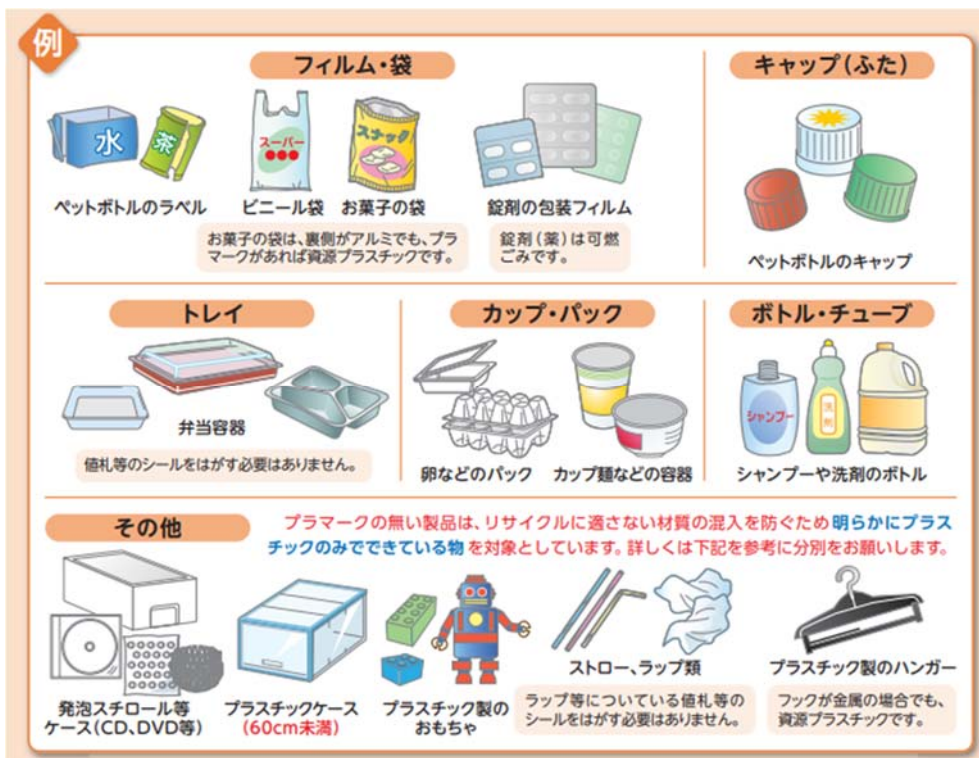 例
フィルム・袋
水
茶
スーパー
スナック
ペットボトルのラベル
ビニール袋
お菓子の袋
錠剤の包装フィルム
お菓子の袋は、裏側がアルミでも、プラ
マークがあれば資源プラスチックです。
錠剤(薬)は可燃
ごみです。
キャップ(ふた)
ペットボトルのキャップ
トレイ
弁当容器
値札等のシールをはがす必要はありません。
カップ・パック
卵などのパック
カップ麺などの容器
ボトル・チューブ
シャンプー
洗剤
シャンプーや洗剤のボトル
その他
プラマークの無い製品は、リサイクルに適さない材質の混入を防ぐため明らかにプラス
チックのみでできている物を対象としています。詳しくは下記を参考に分別をお願いします。
発泡スチロール等
ケース(CD、DVD等)
プラスチックケース
(60cm未満)
プラスチック製の
おもちゃ
ストロー、ラップ類
ラップ等についている値札等の
シールをはがす必要はありません。
プラスチック製のハンガー
フックが金属の場合でも、
資源プラスチックです。